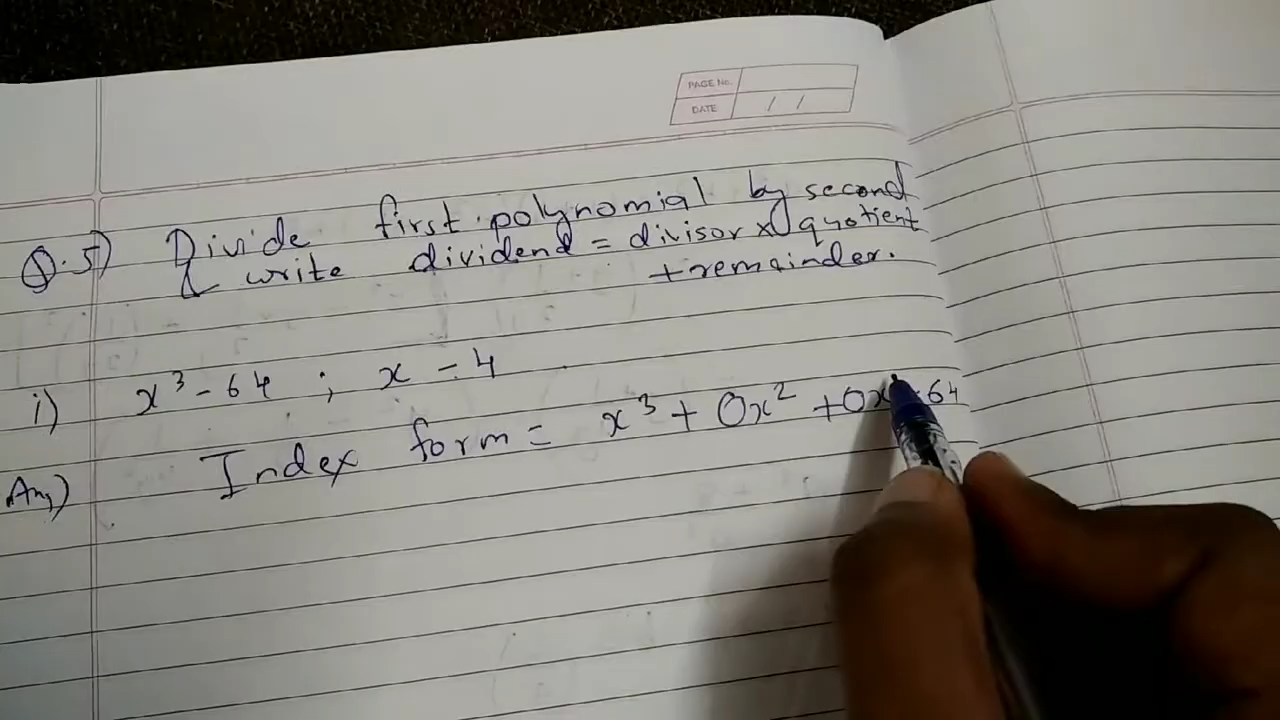 PAGE No.
DATE / /
Q.5) Divide first polynomial by second
& write dividend = divisor x quotient
+ remainder.
i) x³ - 64 ; x - 4
Ans) Index form = x³ + 0x² + 0x - 64